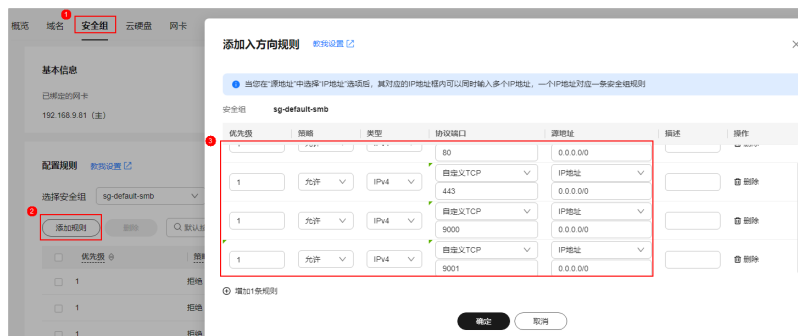 1
概览 域名 安全组 云硬盘 网卡
基本信息
已绑定的网卡
192.168.9.81（主）
配置规则 教我设置
选择安全组 sg-default-smb
2
添加规则 删除
优先级
1 拒绝
1 拒绝
1 拒绝
添加入方向规则 教我设置
当您在“源地址”中选择“IP地址”选项后，其对应的IP地址框内可以同时输入多个IP地址，一个IP地址对应一条安全组规则
安全组 sg-default-smb
优先级 策略 类型 协议端口 源地址 描述 操作
3
80 0.0.0.0/0
1 允许 IPv4 自定义TCP IP地址 删除
443 0.0.0.0/0
1 允许 IPv4 自定义TCP IP地址 删除
9000 0.0.0.0/0
1 允许 IPv4 自定义TCP IP地址 删除
9001 0.0.0.0/0
增加1条规则
确定 取消